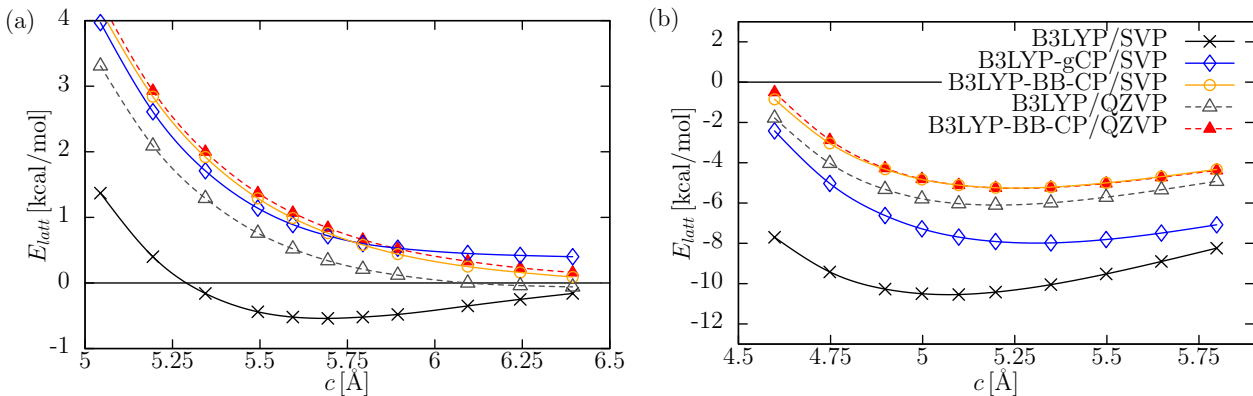 (a)
E_latt [kcal/mol]
4
3
2
1
0
-1
5
5.25
5.5
5.75
6
6.25
6.5
c [Å]
(b)
E_latt [kcal/mol]
2
0
-2
-4
-6
-8
-10
-12
4.5
4.75
5
5.25
5.5
5.75
c [Å]
B3LYP/SVP
B3LYP-gCP/SVP
B3LYP-BB-CP/SVP
B3LYP/QZVP
B3LYP-BB-CP/QZVP